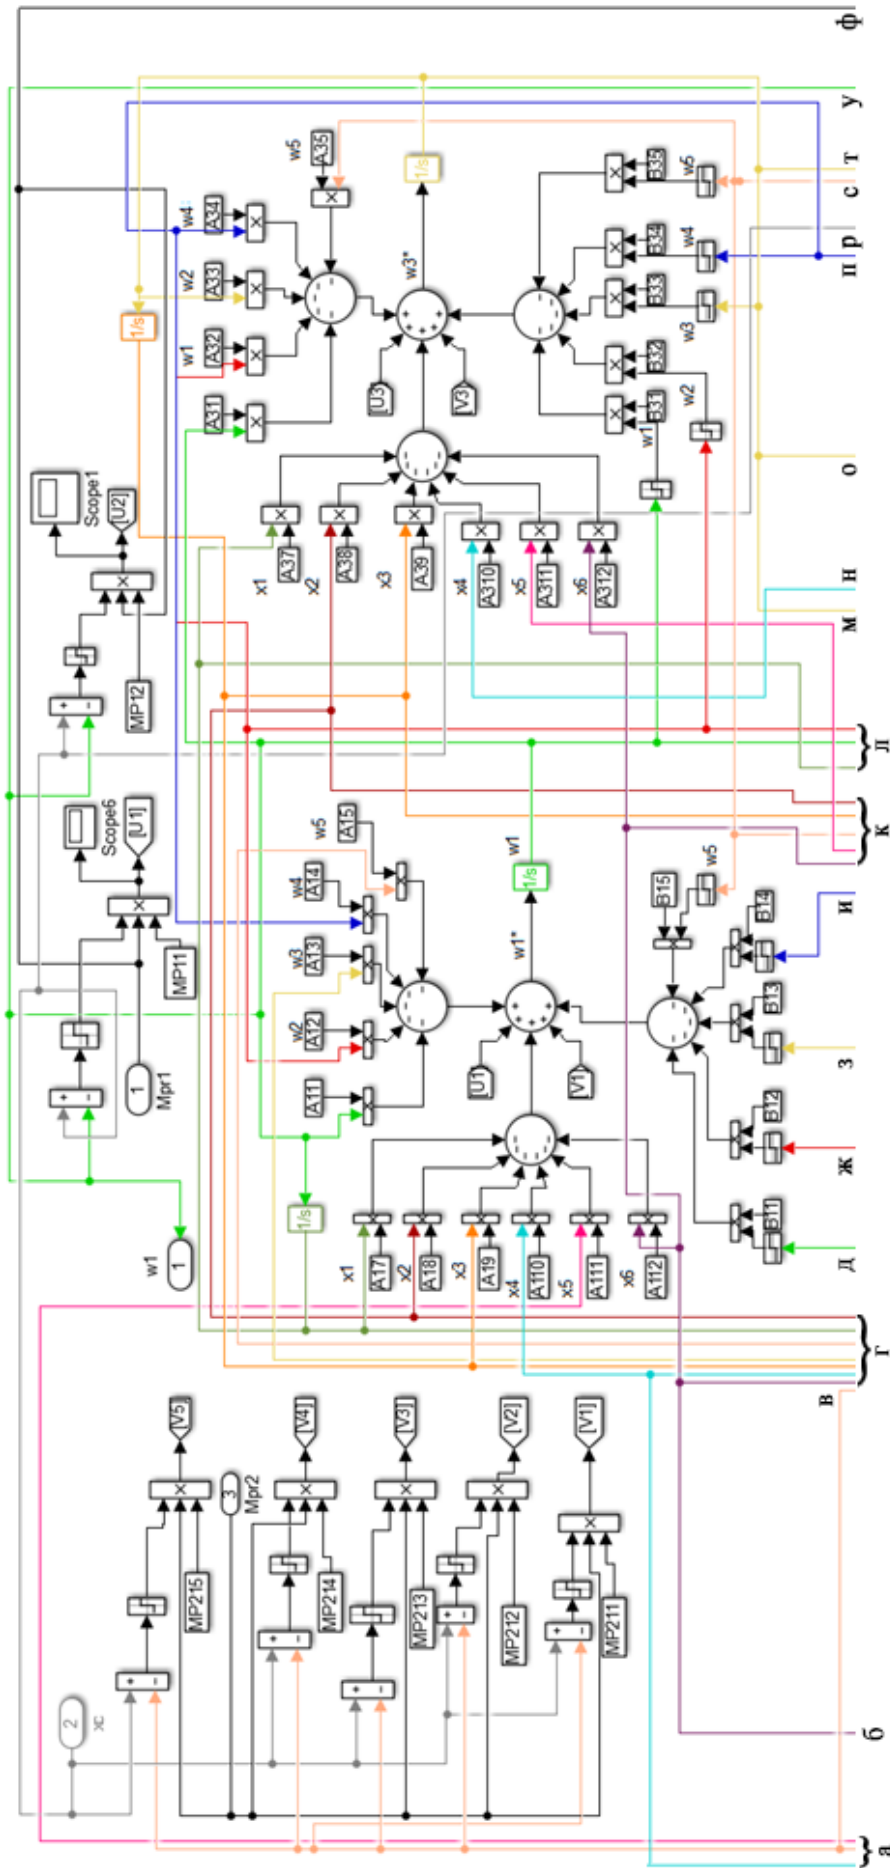 2
xc
MP215
[V5]
3
Mpr2
MP214
[V4]
MP213
[V3]
MP212
[V2]
MP211
[V1]
w1
1
1
Mpr1
MP11
Scope6
[U1]
MP12
Scope1
[U2]
1/s
A11
w2
A12
w3
A13
w4
A14
w5
A15
x1
A17
x2
A18
x3
A19
x4
A110
x5
A111
x6
A112
[U1]
[V1]
w1*
1/s
w1
B11
B12
B13
B14
B15
w5
1/s
A31
w1
A32
w2
A33
w4
A34
w5
A35
x1
A37
x2
A38
x3
A39
x4
A310
x5
A311
x6
A312
[U3]
[V3]
w3*
1/s
w1
B31
w2
B32
w3
B33
w4
B34
w5
B35
а
б
в
г
д
ж
з
и
к
л
м
н
о
п
р
с
т
у
ф